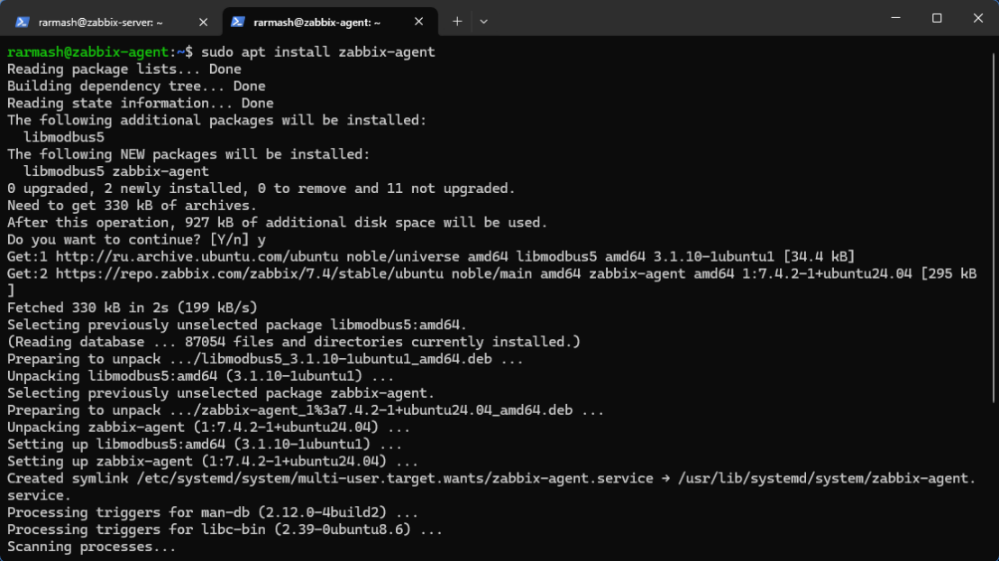 rarmash@zabbix-server: ~
rarmash@zabbix-agent: ~
rarmash@zabbix-agent:~$ sudo apt install zabbix-agent
Reading package lists... Done
Building dependency tree... Done
Reading state information... Done
The following additional packages will be installed:
  libmodbus5
The following NEW packages will be installed:
  libmodbus5 zabbix-agent
0 upgraded, 2 newly installed, 0 to remove and 11 not upgraded.
Need to get 330 kB of archives.
After this operation, 927 kB of additional disk space will be used.
Do you want to continue? [Y/n] y
Get:1 http://ru.archive.ubuntu.com/ubuntu noble/universe amd64 libmodbus5 amd64 3.1.10-1ubuntu1 [34.4 kB]
Get:2 https://repo.zabbix.com/zabbix/7.4/stable/ubuntu noble/main amd64 zabbix-agent amd64 1:7.4.2-1+ubuntu24.04 [295 kB
]
Fetched 330 kB in 2s (199 kB/s)
Selecting previously unselected package libmodbus5:amd64.
(Reading database ... 87054 files and directories currently installed.)
Preparing to unpack .../libmodbus5_3.1.10-1ubuntu1_amd64.deb ...
Unpacking libmodbus5:amd64 (3.1.10-1ubuntu1) ...
Selecting previously unselected package zabbix-agent.
Preparing to unpack .../zabbix-agent_1%3a7.4.2-1+ubuntu24.04_amd64.deb ...
Unpacking zabbix-agent (1:7.4.2-1+ubuntu24.04) ...
Setting up libmodbus5:amd64 (3.1.10-1ubuntu1) ...
Setting up zabbix-agent (1:7.4.2-1+ubuntu24.04) ...
Created symlink /etc/systemd/system/multi-user.target.wants/zabbix-agent.service → /usr/lib/systemd/system/zabbix-agent.
service.
Processing triggers for man-db (2.12.0-4build2) ...
Processing triggers for libc-bin (2.39-0ubuntu8.6) ...
Scanning processes...